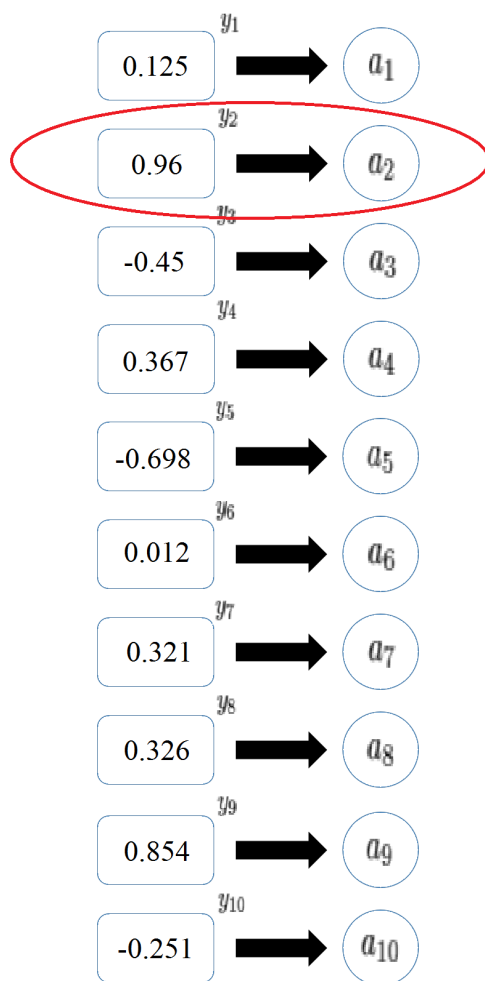 y1
0.125 a1
y2
0.96 a2
y3
-0.45 a3
y4
0.367 a4
y5
-0.698 a5
y6
0.012 a6
y7
0.321 a7
y8
0.326 a8
y9
0.854 a9
y10
-0.251 a10